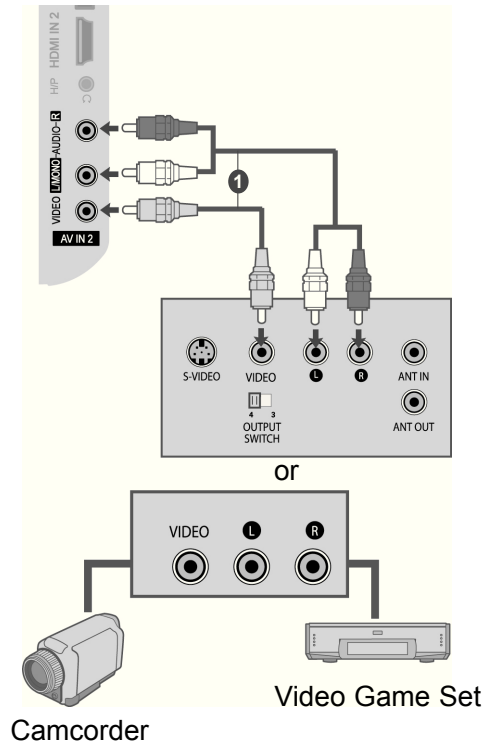 HDMI IN 2
H/P
VIDEO L/MONO AUDIO R
AV IN 2
1
S-VIDEO
VIDEO
L
R
ANT IN
4 3
OUTPUT
SWITCH
ANT OUT
or
VIDEO
L
R
Video Game Set
Camcorder